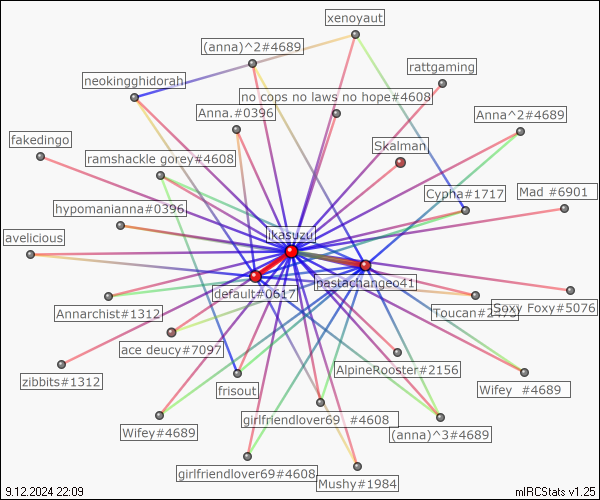 xenoyaut
(anna)^2#4689
rattgaming
neokingghidorah
no cops no laws no hope#4608
Anna.#0396
Anna^2#4689
fakedingo
Skalman
ramshackle gorey#4608
Cypha#1717
Mad #6901
hypomanianna#0396
ikasuzu
avelicious
pastachangeo41
default#0617
Annarchist#1312
Toucan#2473
Soxy Foxy#5076
ace deucy#7097
AlpineRooster#2156
zibbits#1312
frisout
Wifey #4689
girlfriendlover69 #4608
Wifey#4689
(anna)^3#4689
girlfriendlover69#4608
Mushy#1984
9.12.2024 22:09
mIRCStats v1.25